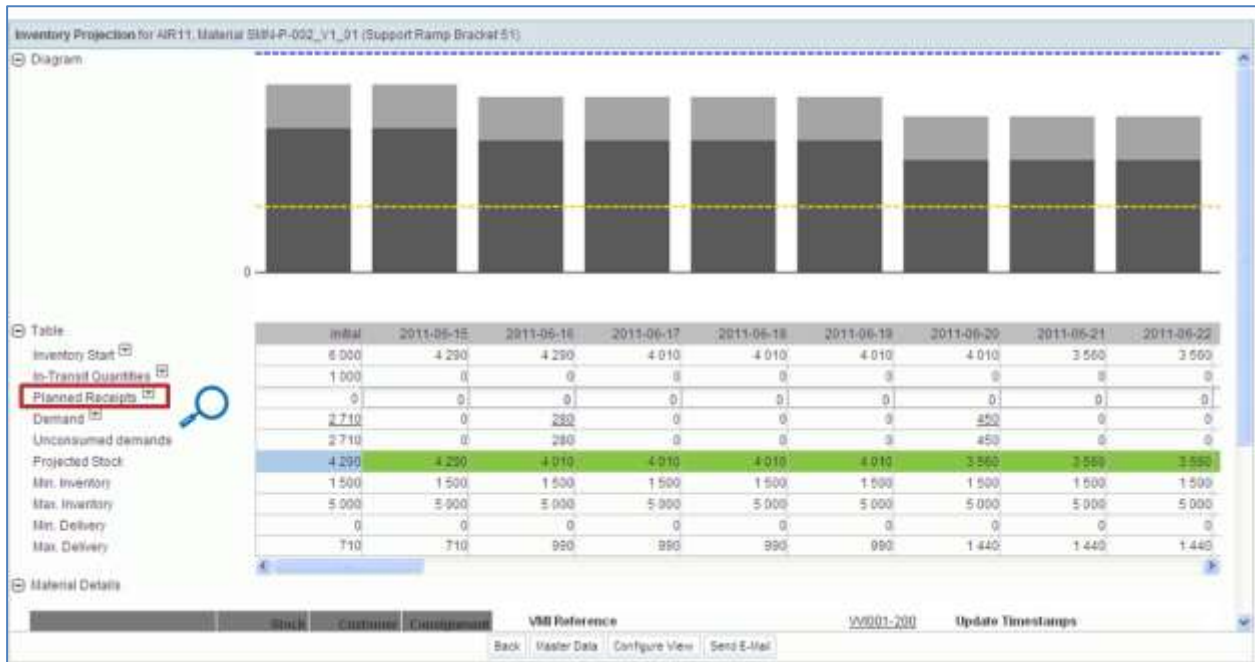 Inventory Projection for AIR11, Material SMN-P-002_V1_01 (Support Ramp Bracket 51)
Diagram
0
Table initial 2011-06-15 2011-06-16 2011-06-17 2011-06-18 2011-06-19 2011-06-20 2011-06-21 2011-06-22
Inventory Start 6 000 4 290 4 290 4 010 4 010 4 010 4 010 3 560 3 560
In-Transit Quantities 1 000 0 0 0 0 0 0 0 0
Planned Receipts 0 0 0 0 0 0 0 0 0
Demand 2 710 0 280 0 0 0 450 0 0
Unconsumed demands 2 710 0 280 0 0 0 450 0 0
Projected Stock 4 290 4 290 4 010 4 010 4 010 4 010 3 560 3 560 3 560
Min. Inventory 1 500 1 500 1 500 1 500 1 500 1 500 1 500 1 500 1 500
Max. Inventory 5 000 5 000 5 000 5 000 5 000 5 000 5 000 5 000 5 000
Min. Delivery 0 0 0 0 0 0 0 0 0
Max. Delivery 710 710 990 990 990 990 1 440 1 440 1 440
Material Details
Stock Customer Consignment VMI Reference VVI001-200 Update Timestamps
Back Master Data Configure View Send E-Mail